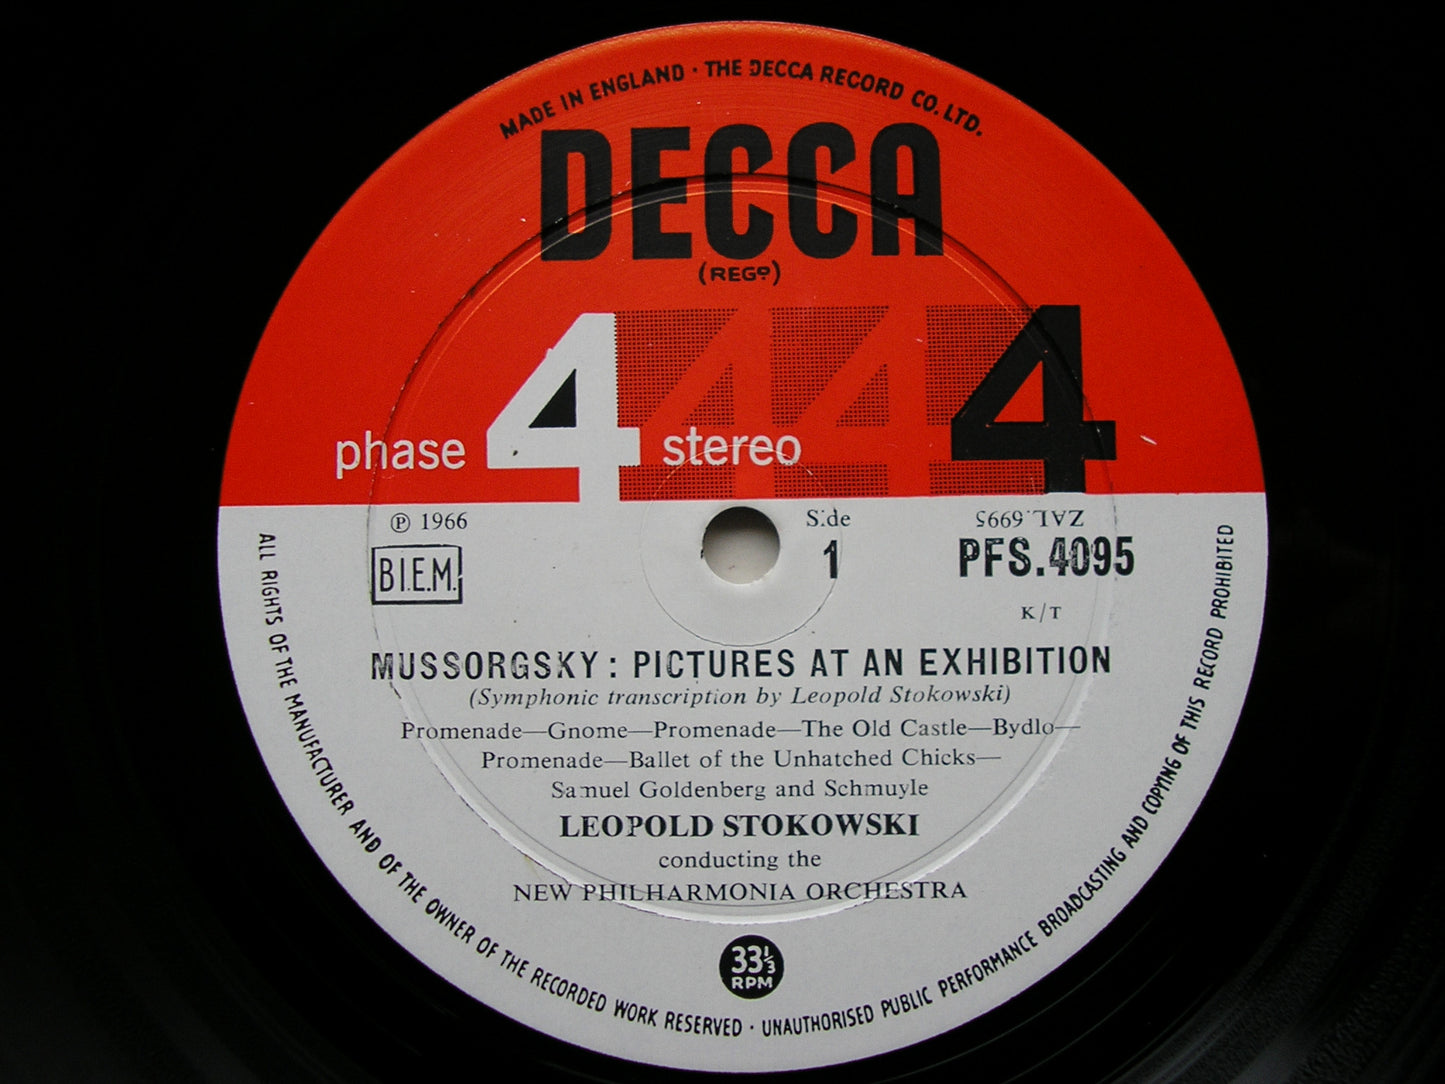 MADE IN ENGLAND · THE DECCA RECORD CO. LTD.
DECCA
(REGD)
phase 4 stereo 4 4 4
℗ 1966
Side
ZAL.6995
B.I.E.M.
1
PFS.4095
K/T
MUSSORGSKY : PICTURES AT AN EXHIBITION
(Symphonic transcription by Leopold Stokowski)
Promenade—Gnome—Promenade—The Old Castle—Bydlo—
Promenade—Ballet of the Unhatched Chicks—
Samuel Goldenberg and Schmuyle
LEOPOLD STOKOWSKI
conducting the
NEW PHILHARMONIA ORCHESTRA
33⅓
RPM
ALL RIGHTS OF THE MANUFACTURER AND OF THE OWNER OF THE RECORDED WORK RESERVED · UNAUTHORISED PUBLIC PERFORMANCE BROADCASTING AND COPYING OF THIS RECORD PROHIBITED